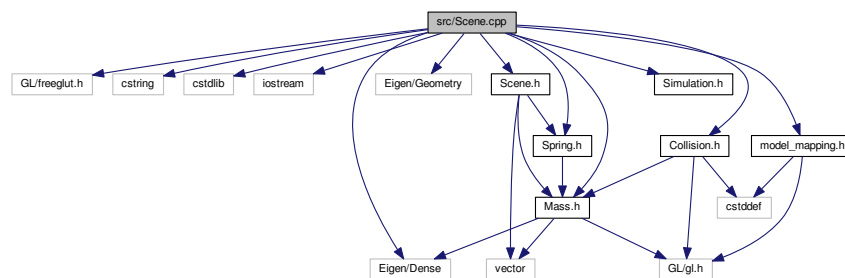 src/Scene.cpp
GL/freeglut.h
cstring
cstdlib
iostream
Eigen/Geometry
Scene.h
Simulation.h
Spring.h
Collision.h
model_mapping.h
Mass.h
cstddef
Eigen/Dense
vector
GL/gl.h